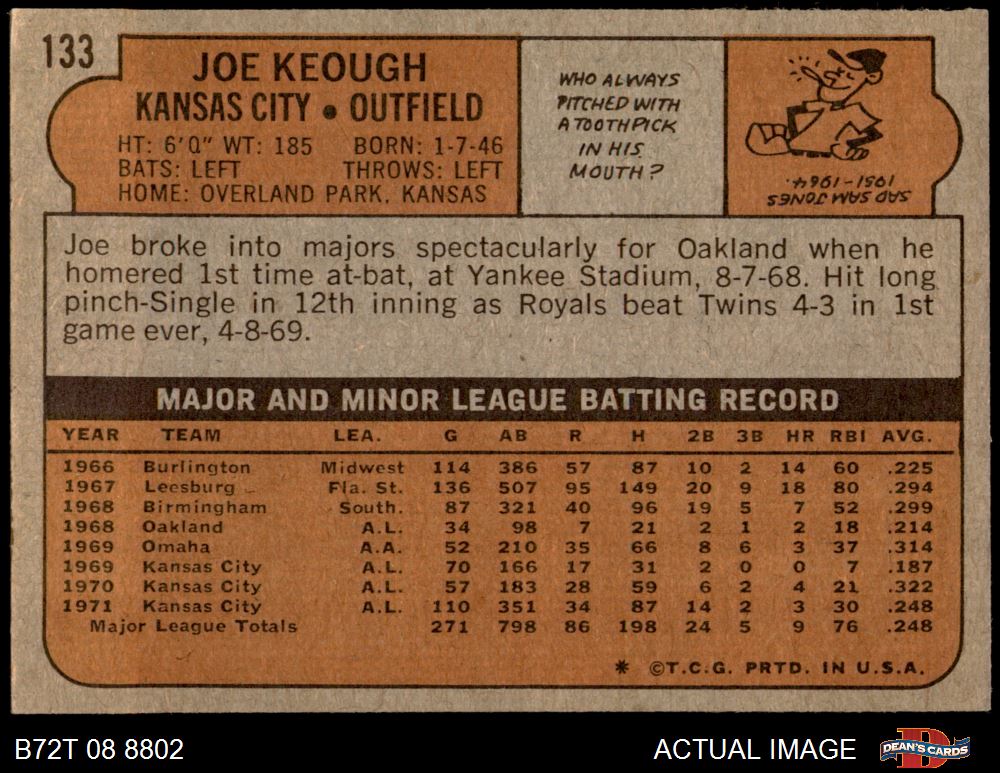 133
JOE KEOUGH
KANSAS CITY • OUTFIELD
HT: 6'0" WT: 185 BORN: 1-7-46
BATS: LEFT THROWS: LEFT
HOME: OVERLAND PARK, KANSAS
WHO ALWAYS
PITCHED WITH
A TOOTHPICK
IN HIS
MOUTH?
SAD SAM JONES
1951-1964.
Joe broke into majors spectacularly for Oakland when he
homered 1st time at-bat, at Yankee Stadium, 8-7-68. Hit long
pinch-Single in 12th inning as Royals beat Twins 4-3 in 1st
game ever, 4-8-69.
MAJOR AND MINOR LEAGUE BATTING RECORD
YEAR TEAM LEA. G AB R H 2B 3B HR RBI AVG.
1966 Burlington Midwest 114 386 57 87 10 2 14 60 .225
1967 Leesburg Fla. St. 136 507 95 149 20 9 18 80 .294
1968 Birmingham South. 87 321 40 96 19 5 7 52 .299
1968 Oakland A.L. 34 98 7 21 2 1 2 18 .214
1969 Omaha A.A. 52 210 35 66 8 6 3 37 .314
1969 Kansas City A.L. 70 166 17 31 2 0 0 7 .187
1970 Kansas City A.L. 57 183 28 59 6 2 4 21 .322
1971 Kansas City A.L. 110 351 34 87 14 2 3 30 .248
Major League Totals 271 798 86 198 24 5 9 76 .248
* ©T.C.G. PRTD. IN U.S.A.
B72T 08 8802
ACTUAL IMAGE
DEAN'S CARDS